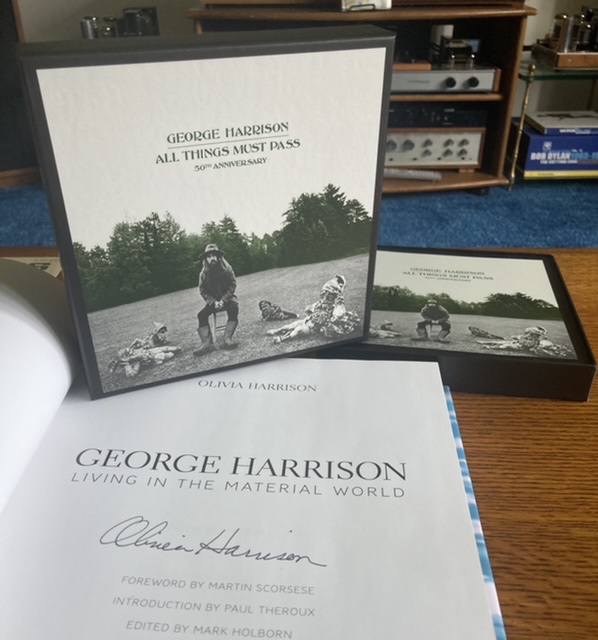 GEORGE HARRISON
ALL THINGS MUST PASS
50TH ANNIVERSARY
GEORGE HARRISON
ALL THINGS MUST PASS
50TH ANNIVERSARY
BOB DYLAN
OLIVIA HARRISON
GEORGE HARRISON
LIVING IN THE MATERIAL WORLD
Olivia Harrison
FOREWORD BY MARTIN SCORSESE
INTRODUCTION BY PAUL THEROUX
EDITED BY MARK HOLBORN